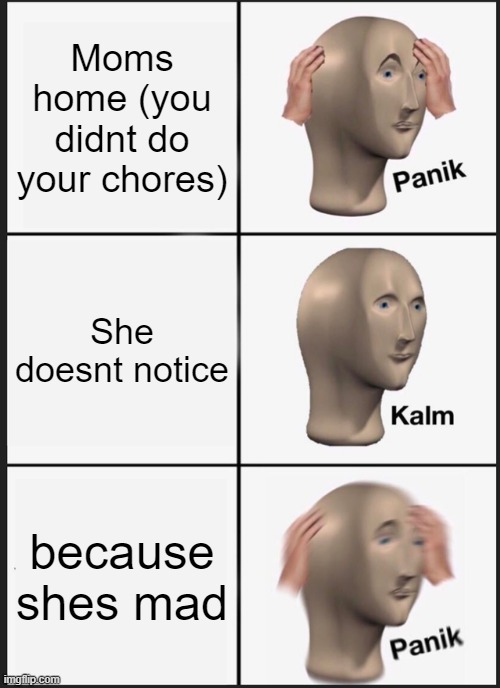 Moms
home (you
didnt do
your chores)
Panik
She
doesnt notice
Kalm
because
shes mad
Panik
imgflip.com